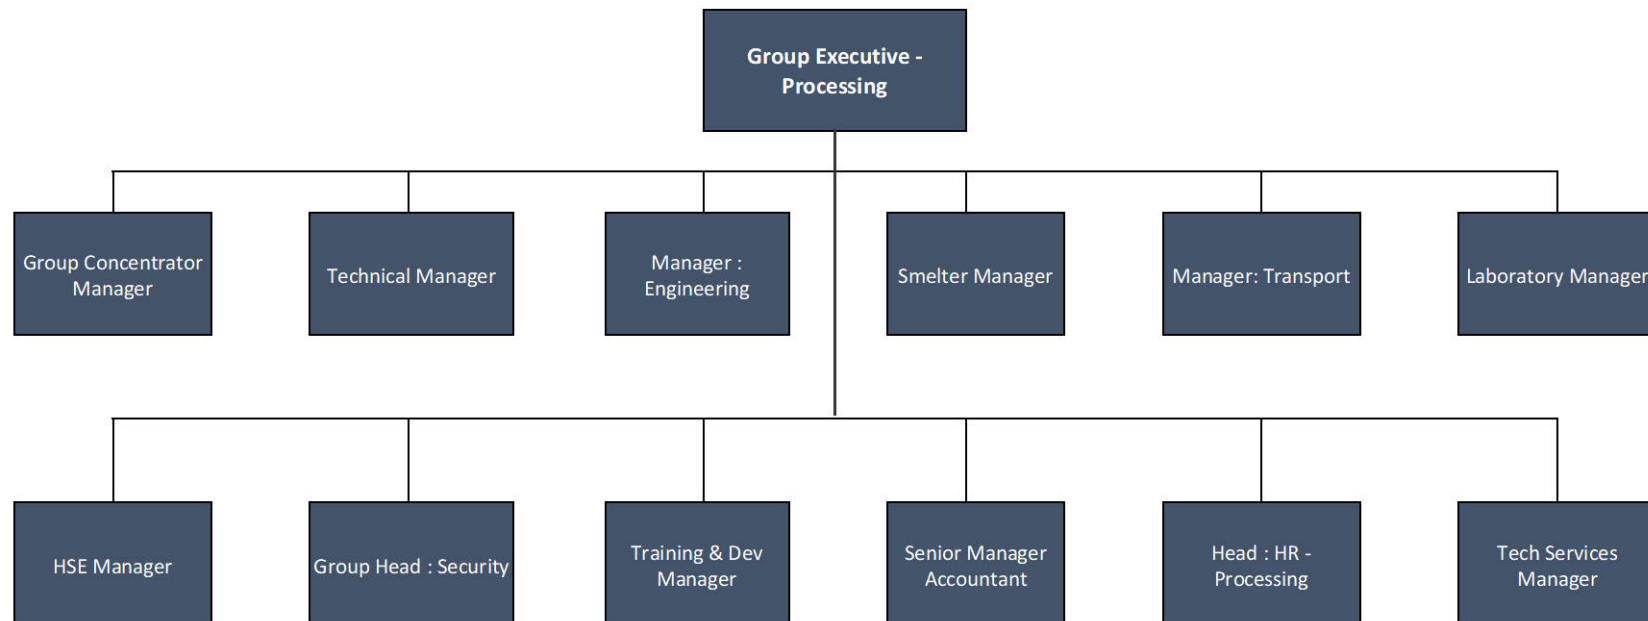 Group Executive -
Processing
Group Concentrator
Manager
Technical Manager
Manager :
Engineering
Smelter Manager
Manager: Transport
Laboratory Manager
HSE Manager
Group Head : Security
Training & Dev
Manager
Senior Manager
Accountant
Head : HR -
Processing
Tech Services
Manager